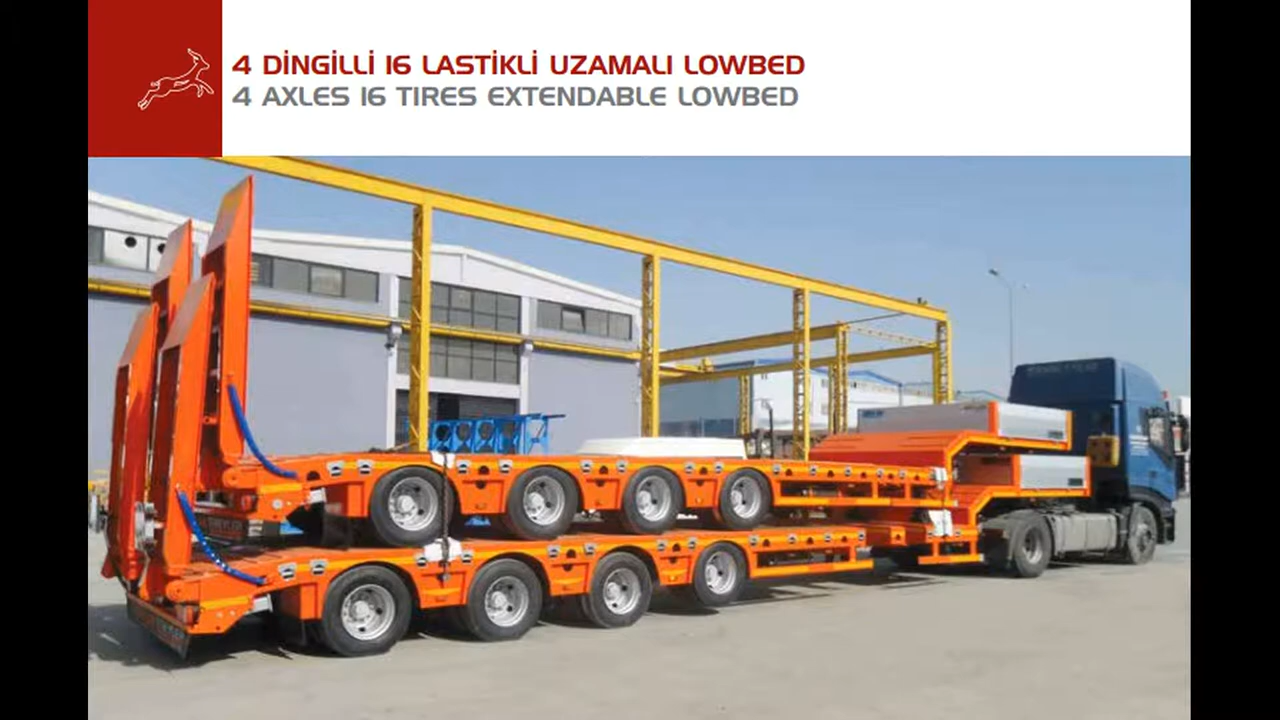 4 DİNGİLLİ 16 LASTİKLİ UZAMALI LOWBED
4 AXLES 16 TIRES EXTENDABLE LOWBED